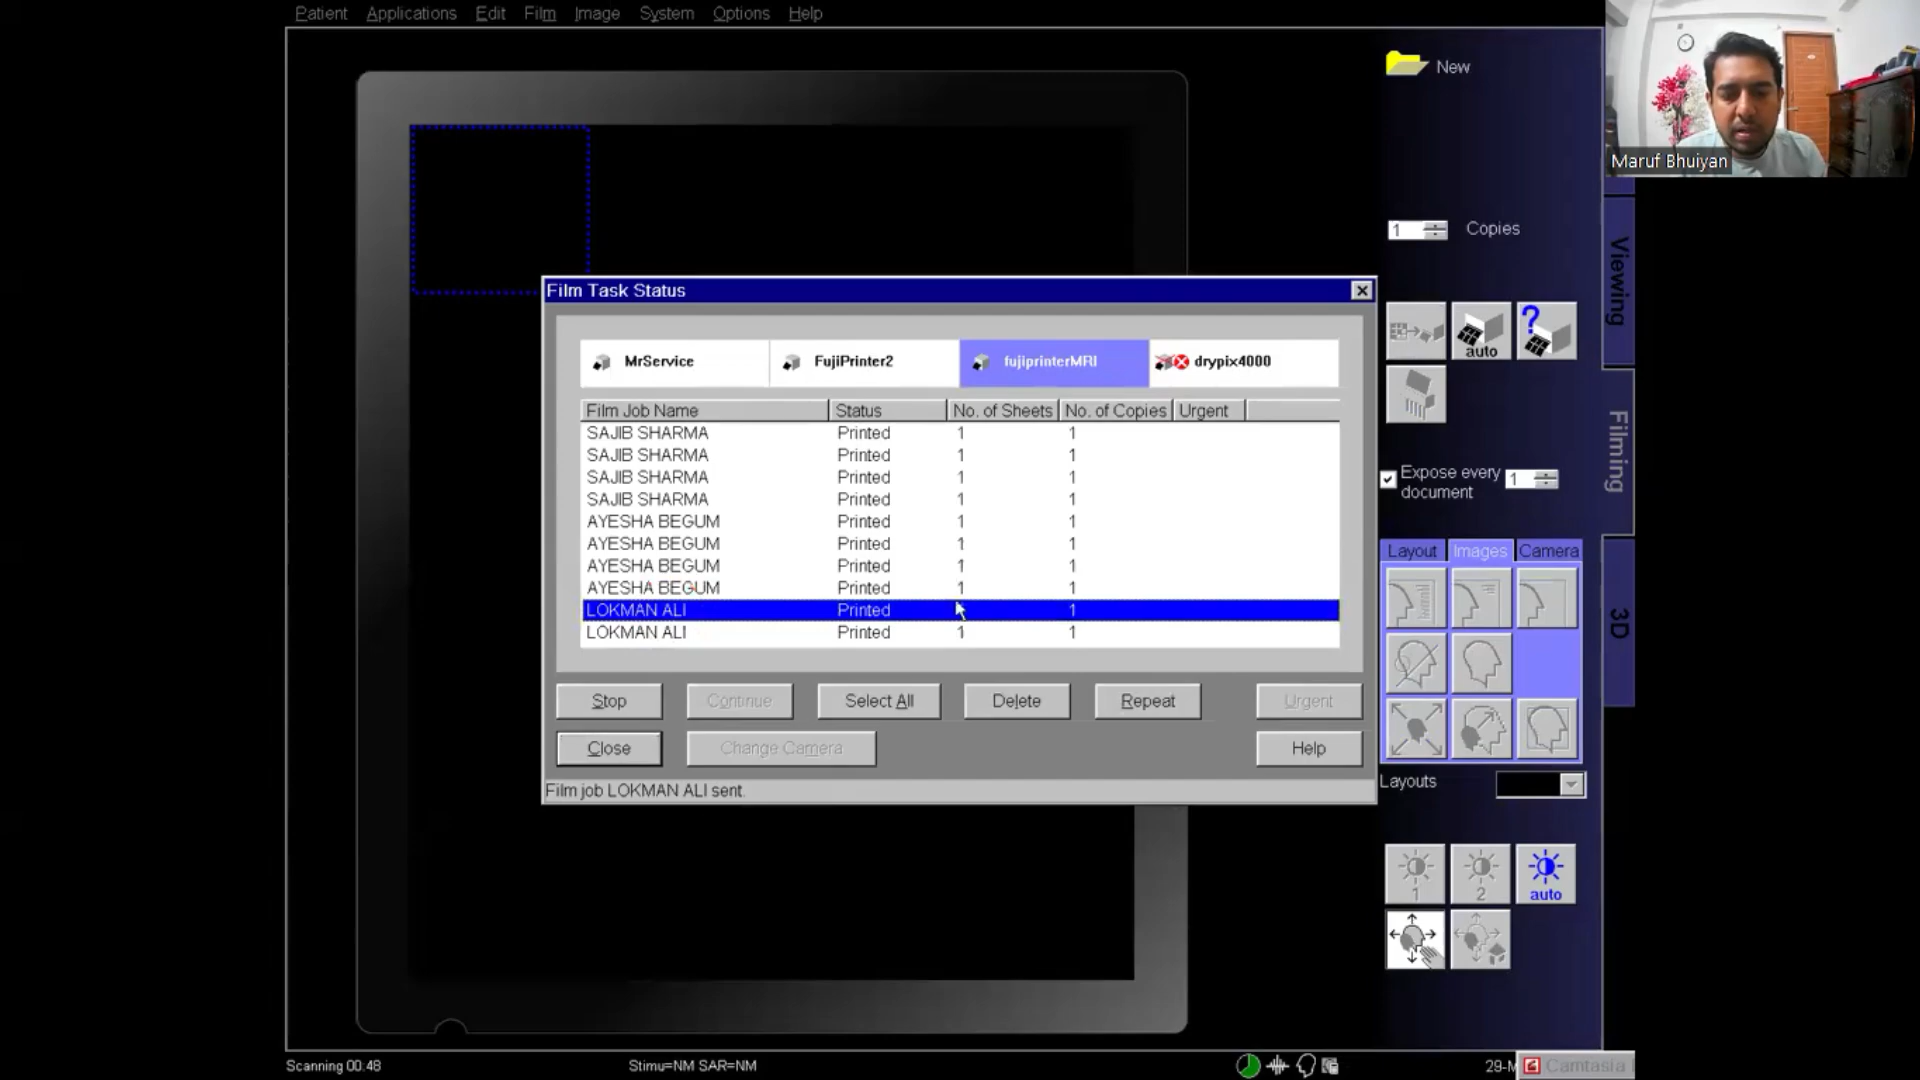 Patient Applications Edit Film Image System Options Help
New
Maruf Bhuiyan
1 Copies
Viewing
auto
?
Filming
Expose every document 1
Layout Images Camera
3D
Layouts
1 2 auto
Film Task Status
MrService FujiPrinter2 fujiprinterMRI drypix4000
Film Job Name Status No. of Sheets No. of Copies Urgent
SAJIB SHARMA Printed 1 1
SAJIB SHARMA Printed 1 1
SAJIB SHARMA Printed 1 1
SAJIB SHARMA Printed 1 1
AYESHA BEGUM Printed 1 1
AYESHA BEGUM Printed 1 1
AYESHA BEGUM Printed 1 1
AYESHA BEGUM Printed 1 1
LOKMAN ALI Printed 1
LOKMAN ALI Printed 1 1
Stop Continue Select All Delete Repeat Urgent
Close Change Camera Help
Film job LOKMAN ALI sent.
Scanning 00:48 Stimu=NM SAR=NM 29-M Camtasia